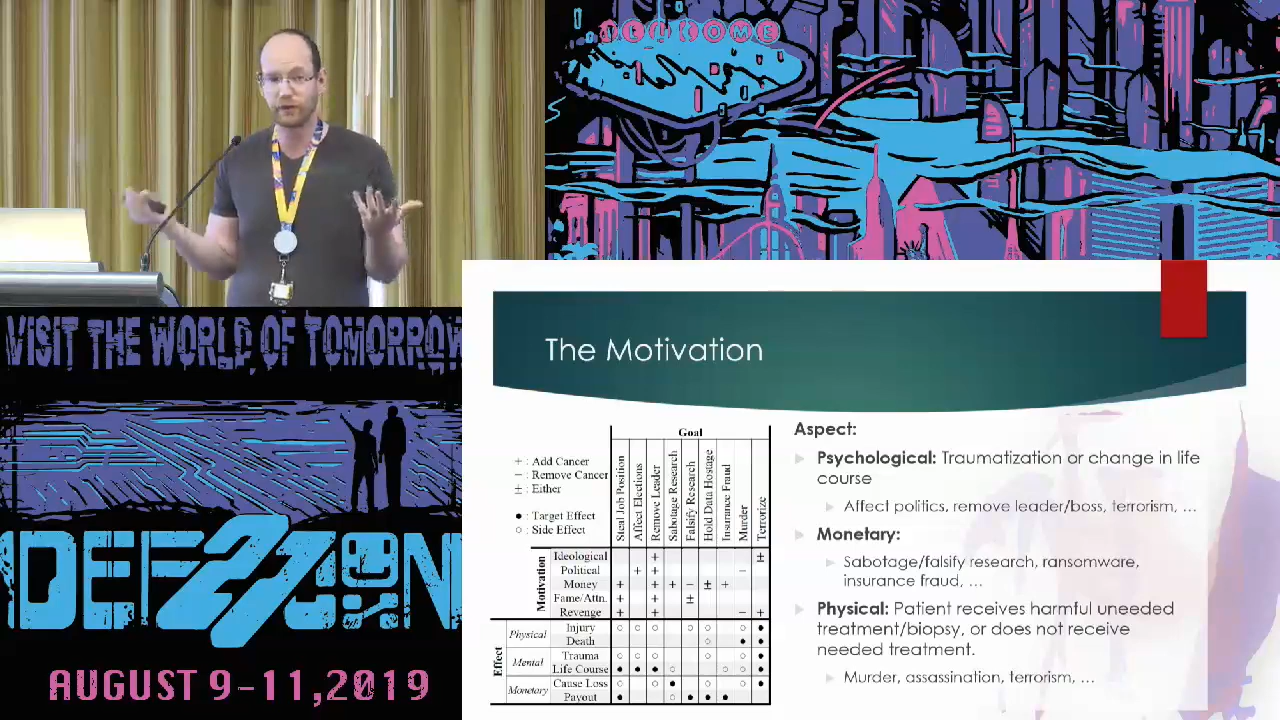 WELCOME
VISIT THE WORLD OF TOMORROW
DEF CON
27
AUGUST 9-11,2019
The Motivation
Goal
+ : Add Cancer
− : Remove Cancer
± : Either
● : Target Effect
○ : Side Effect
Steal Job Position
Affect Elections
Remove Leader
Sabotage Research
Falsify Research
Hold Data Hostage
Insurance Fraud
Murder
Terrorize
Motivation
Ideological + ±
Political + + −
Money + + + − ± +
Fame/Attn. + + ±
Revenge + + − +
Effect
Physical
Injury ○ ○ ○ ○ ○ ○ ●
Death ○ ● ●
Mental
Trauma ○ ○ ○ ○ ○ ●
Life Course ● ● ● ○ ○ ○ ●
Monetary
Cause Loss ○ ○ ● ○ ○ ○ ●
Payout ● ○ ● ● ●
Aspect:
Psychological: Traumatization or change in life
course
Affect politics, remove leader/boss, terrorism, …
Monetary:
Sabotage/falsify research, ransomware,
insurance fraud, …
Physical: Patient receives harmful uneeded
treatment/biopsy, or does not receive
needed treatment.
Murder, assassination, terrorism, …